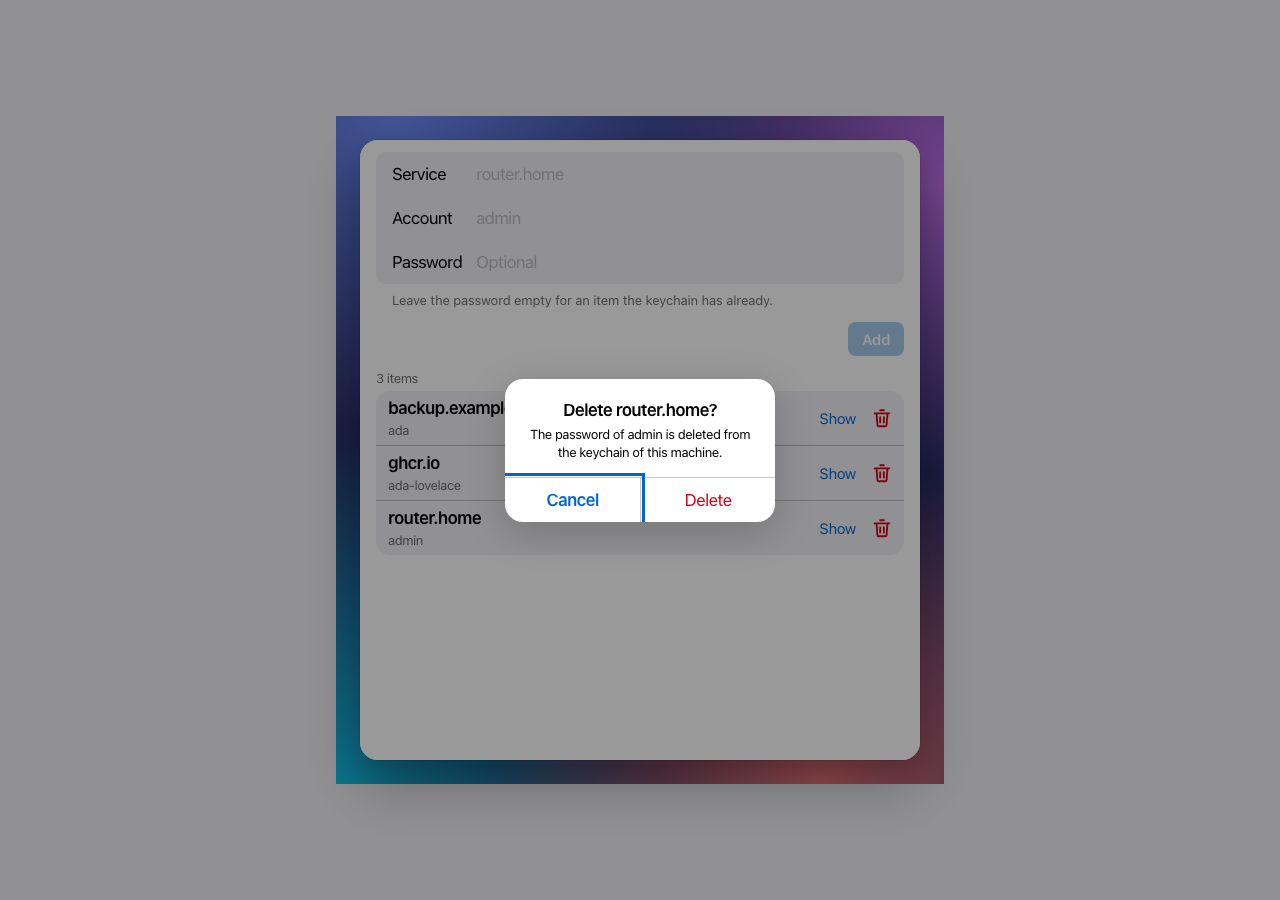 Service router.home
Account admin
Password Optional
Leave the password empty for an item the keychain has already.
Add
3 items
ada
Show
ghcr.io
ada-lovelace
Show
router.home
admin
Show
Delete router.home?
The password of admin is deleted from
the keychain of this machine.
Cancel Delete